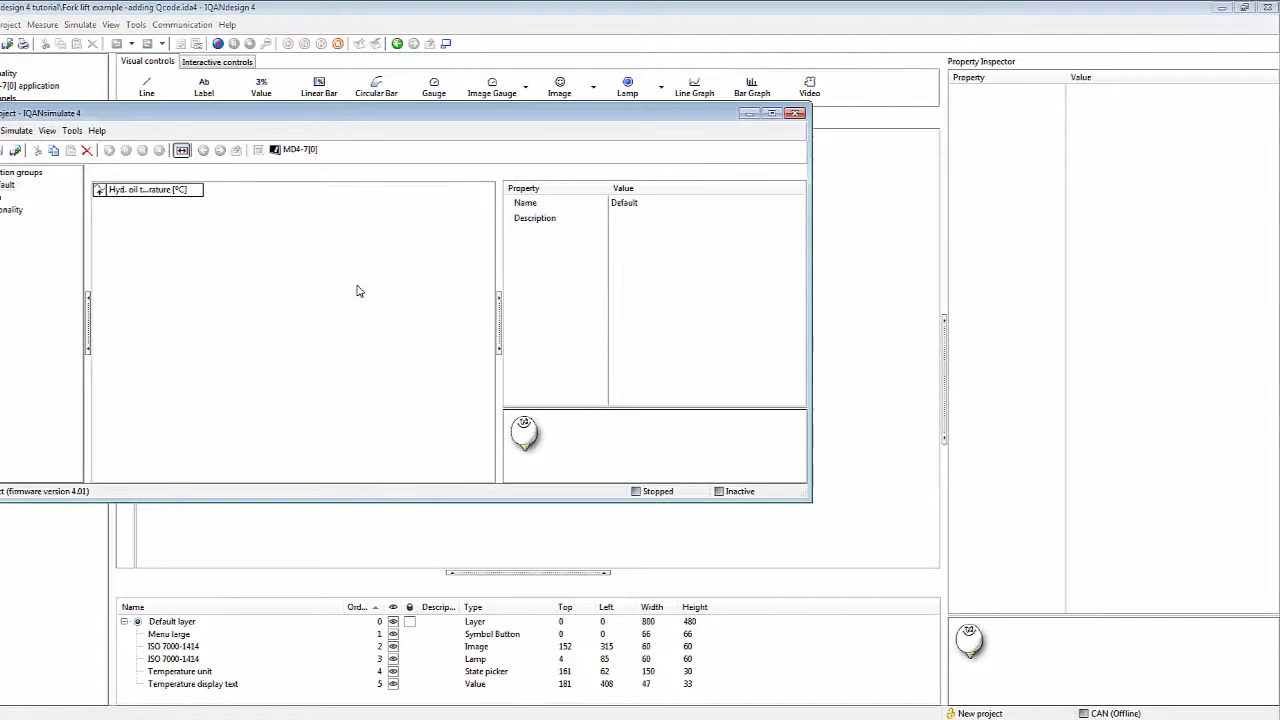 design 4 tutorial\Fork lift example -adding Qcode.ida4 - IQANdesign 4
roject Measure Simulate View Tools Communication Help
Visual controls Interactive controls
Property Inspector
Property Value
nality
-7[0] application
nels
Line Label Value Linear Bar Circular Bar Gauge Image Gauge Image Lamp Line Graph Bar Graph Video
oject - IQANsimulate 4
Simulate View Tools Help
MD4-7[0]
tion groups
fault
n
onality
Hyd. oil t...rature [°C]
Property Value
Name Default
Description
ct (firmware version 4.01)
Stopped Inactive
Name Ord... Descrip... Type Top Left Width Height
Default layer 0 Layer 0 0 800 480
Menu large 1 Symbol Button 0 0 66 66
ISO 7000-1414 2 Image 152 315 60 60
ISO 7000-1414 3 Lamp 4 85 60 60
Temperature unit 4 State picker 161 62 150 30
Temperature display text 5 Value 181 408 47 33
New project CAN (Offline)